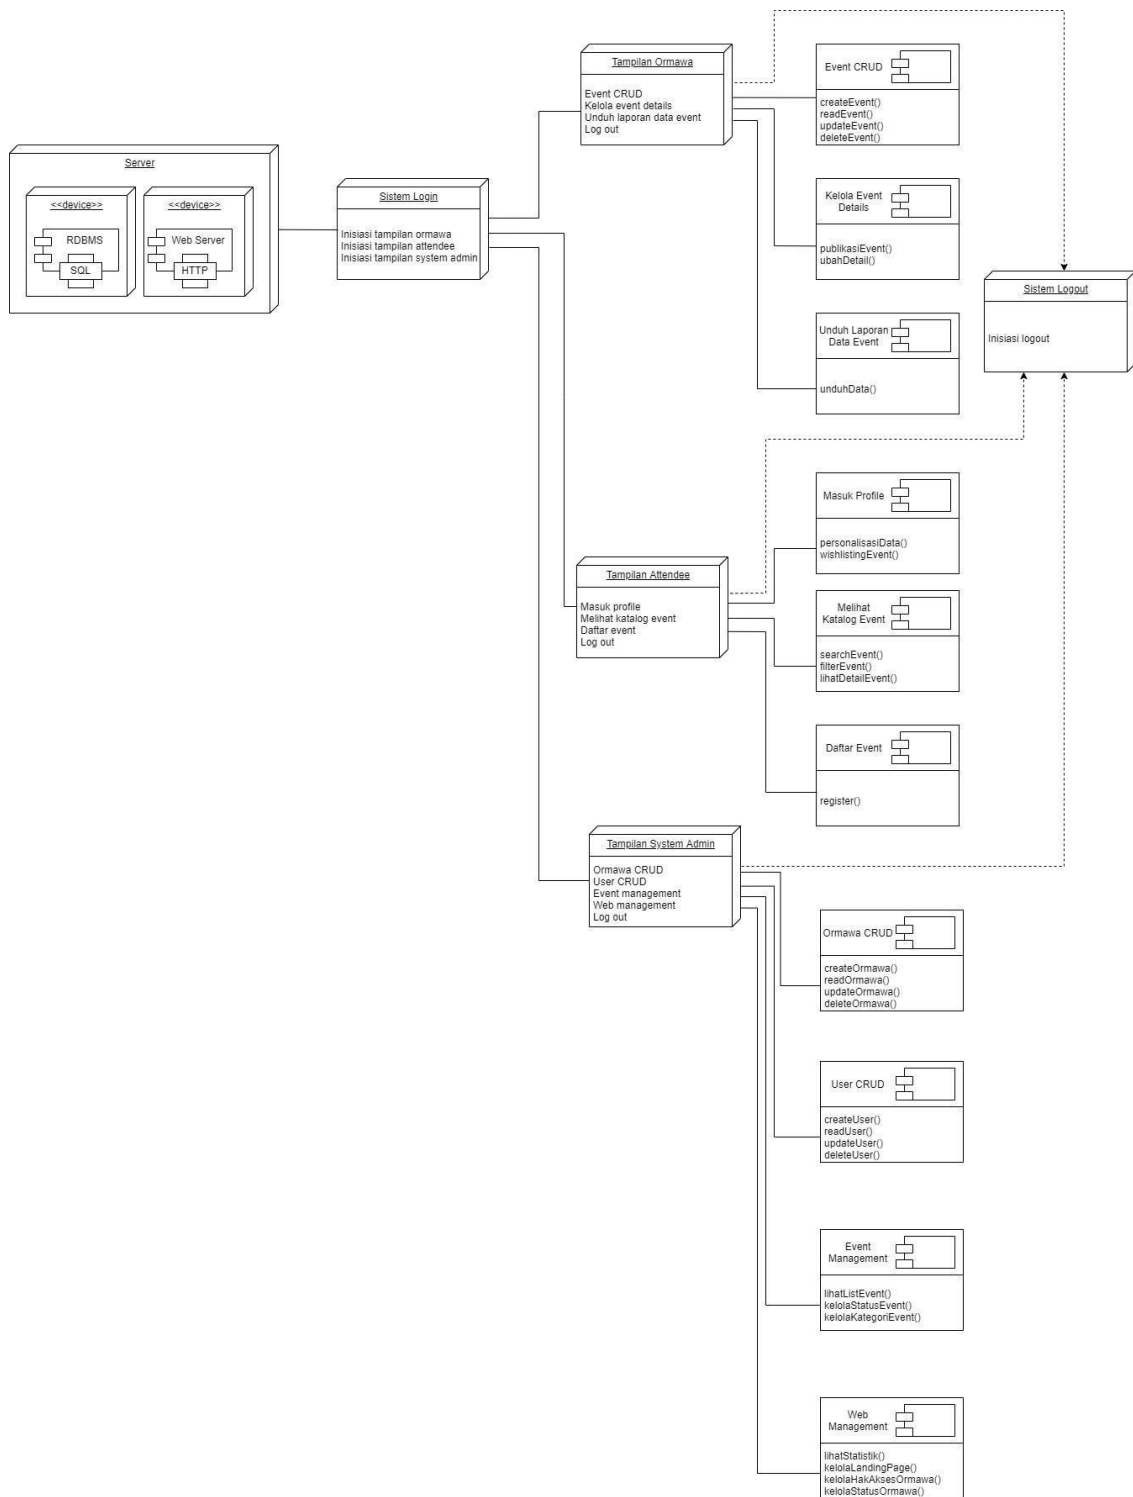 Server
<<device>>
RDBMS
SQL
<<device>>
Web Server
HTTP
Sistem Login
Inisiasi tampilan ormawa
Inisiasi tampilan attendee
Inisiasi tampilan system admin
Tampilan Ormawa
Event CRUD
Kelola event details
Unduh laporan data event
Log out
Event CRUD
createEvent()
readEvent()
updateEvent()
deleteEvent()
Kelola Event
Details
publikasiEvent()
ubahDetail()
Unduh Laporan
Data Event
unduhData()
Sistem Logout
Inisiasi logout
Tampilan Attendee
Masuk profile
Melihat katalog event
Daftar event
Log out
Masuk Profile
personalisasiData()
wishlistingEvent()
Melihat
Katalog Event
searchEvent()
filterEvent()
lihatDetailEvent()
Daftar Event
register()
Tampilan System Admin
Ormawa CRUD
User CRUD
Event management
Web management
Log out
Ormawa CRUD
createOrmawa()
readOrmawa()
updateOrmawa()
deleteOrmawa()
User CRUD
createUser()
readUser()
updateUser()
deleteUser()
Event
Management
lihatListEvent()
kelolaStatusEvent()
kelolaKategoriEvent()
Web
Management
lihatStatistik()
kelolaLandingPage()
kelolaHakAksesOrmawa()
kelolaStatusOrmawa()